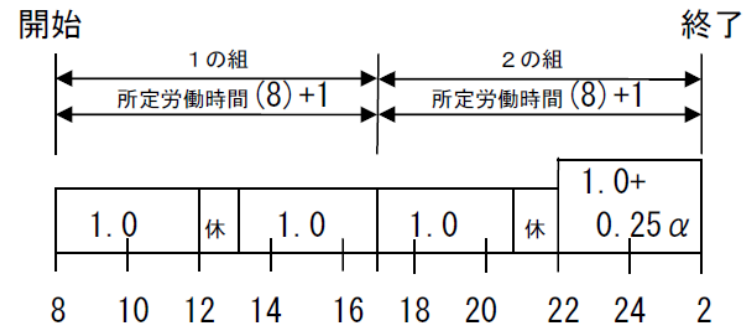 開始 終了
1の組 2の組
所定労働時間(8)+1 所定労働時間(8)+1
1.0+
1.0 休 1.0 1.0 休 0.25α
8 10 12 14 16 18 20 22 24 2